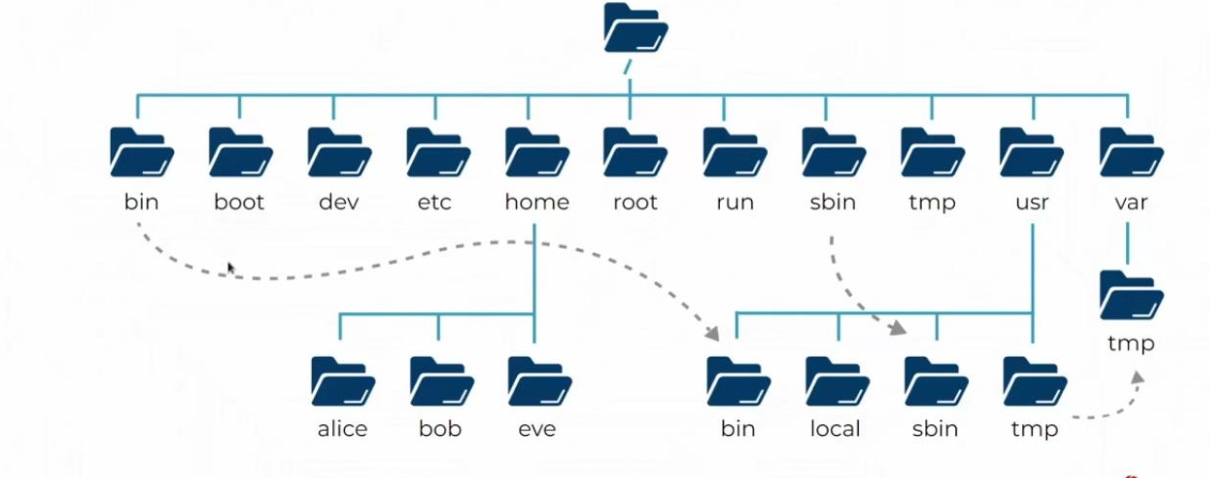 /
bin boot dev etc home root run sbin tmp usr var
tmp
alice bob eve bin local sbin tmp